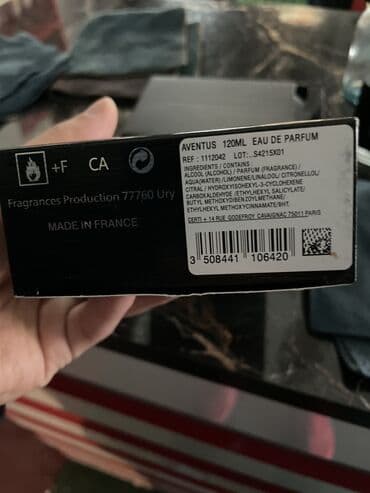 +F CA
Fragrances Production 77760 Ury
MADE IN FRANCE
AVENTUS 120ML EAU DE PARFUM
REF : 1112042 LOT:..S4215X01
INGREDIENTS / CONTAINS
ALCOOL (ALCOHOL) / PARFUM (FRAGRANCE) /
AQUA(WATER) /LIMONENE/LINALOOL/ CITRONELLOL/
CITRAL / HYDROXYISOHEXYL-3-CYCLOHEXENE
CARBOXALDEHYDE /ETHYLHEXYL SALICYLATE/
BUTYL METHOXYDIBENZOYLMETHANE/
ETHYLHEXYL METHOXYCINNAMATE/BHT.
CERTI + 14 RUE GODEFROY CAVAIGNAC 75011 PARIS
3 508441 106420